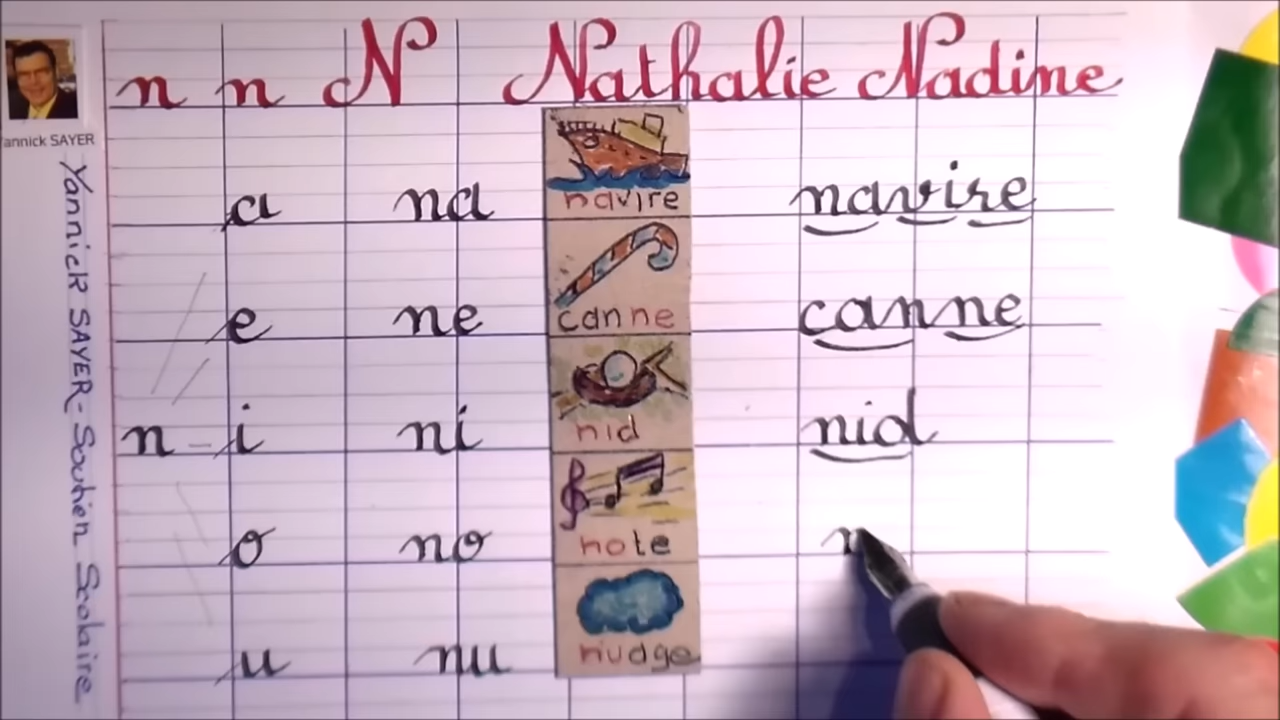 n n N Nathalie Nadine
annick SAYER
Yannick SAYER - Soutien Scolaire
a na navire navire
e ne canne canne
n - i ni nid nid
o no note n
u nu nuage